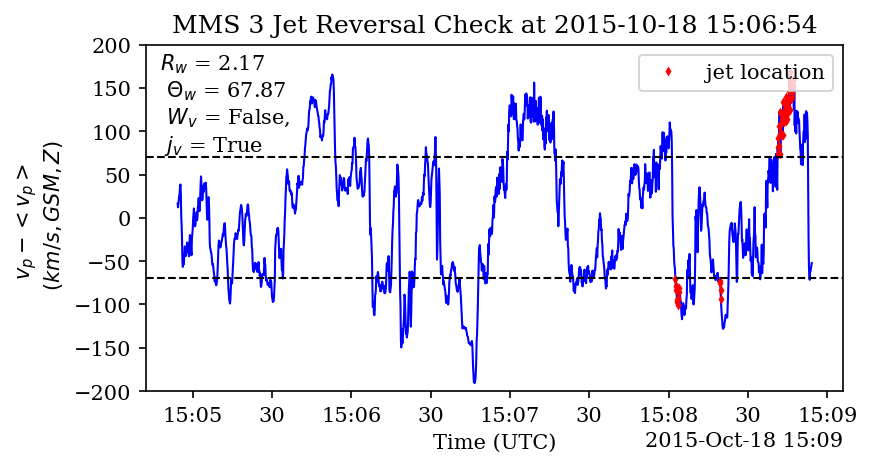 MMS 3 Jet Reversal Check at 2015-10-18 15:06:54
200
150
100
50
0
−50
−100
−150
−200
v_p − < v_p >
(km/s, GSM, Z)
R_w = 2.17
Θ_w = 67.87
W_v = False,
j_v = True
jet location
15:05 30 15:06 30 15:07 30 15:08 30 15:09
Time (UTC)
2015-Oct-18 15:09